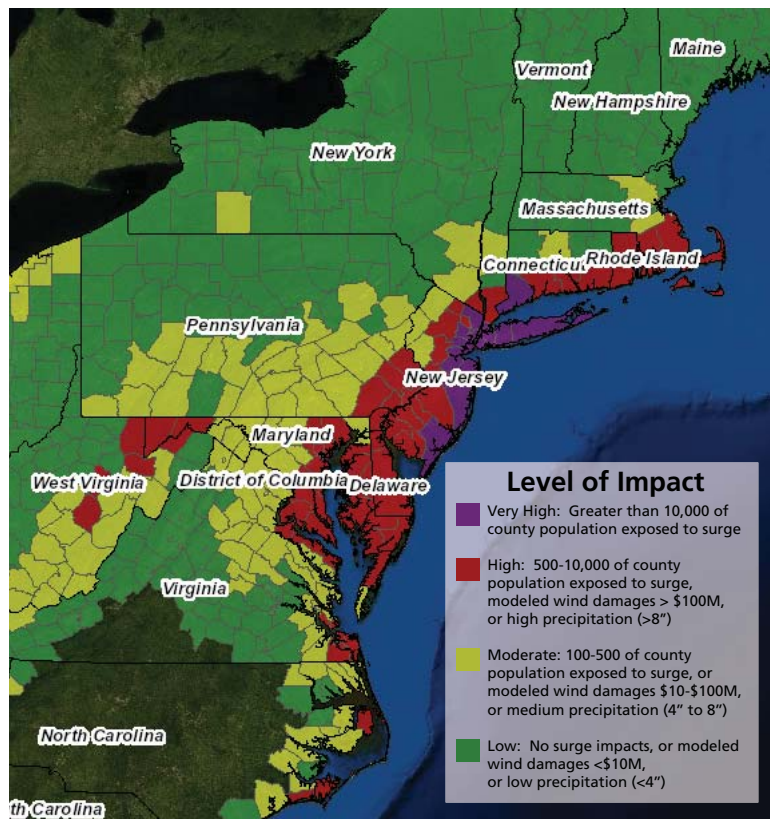 Maine
Vermont
New Hampshire
New York
Massachusetts
Connecticut
Rhode Island
Pennsylvania
New Jersey
Maryland
West Virginia
District of Columbia
Delaware
Virginia
North Carolina
th Carolina
Level of Impact
Very High: Greater than 10,000 of
county population exposed to surge
High: 500-10,000 of county
population exposed to surge,
modeled wind damages > $100M,
or high precipitation (>8”)
Moderate: 100-500 of county
population exposed to surge, or
modeled wind damages $10-$100M,
or medium precipitation (4” to 8”)
Low: No surge impacts, or modeled
wind damages <$10M,
or low precipitation (<4”)